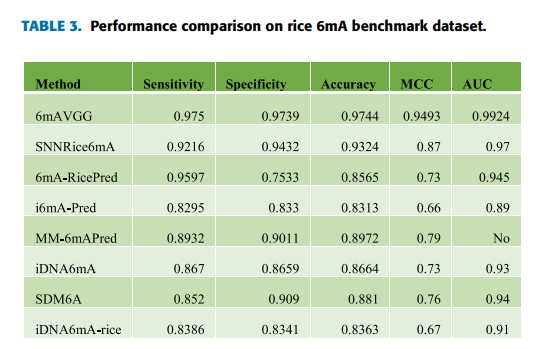 TABLE 3. Performance comparison on rice 6mA benchmark dataset.
Method Sensitivity Specificity Accuracy MCC AUC
6mAVGG 0.975 0.9739 0.9744 0.9493 0.9924
SNNRice6mA 0.9216 0.9432 0.9324 0.87 0.97
6mA-RicePred 0.9597 0.7533 0.8565 0.73 0.945
i6mA-Pred 0.8295 0.833 0.8313 0.66 0.89
MM-6mAPred 0.8932 0.9011 0.8972 0.79 No
iDNA6mA 0.867 0.8659 0.8664 0.73 0.93
SDM6A 0.852 0.909 0.881 0.76 0.94
iDNA6mA-rice 0.8386 0.8341 0.8363 0.67 0.91